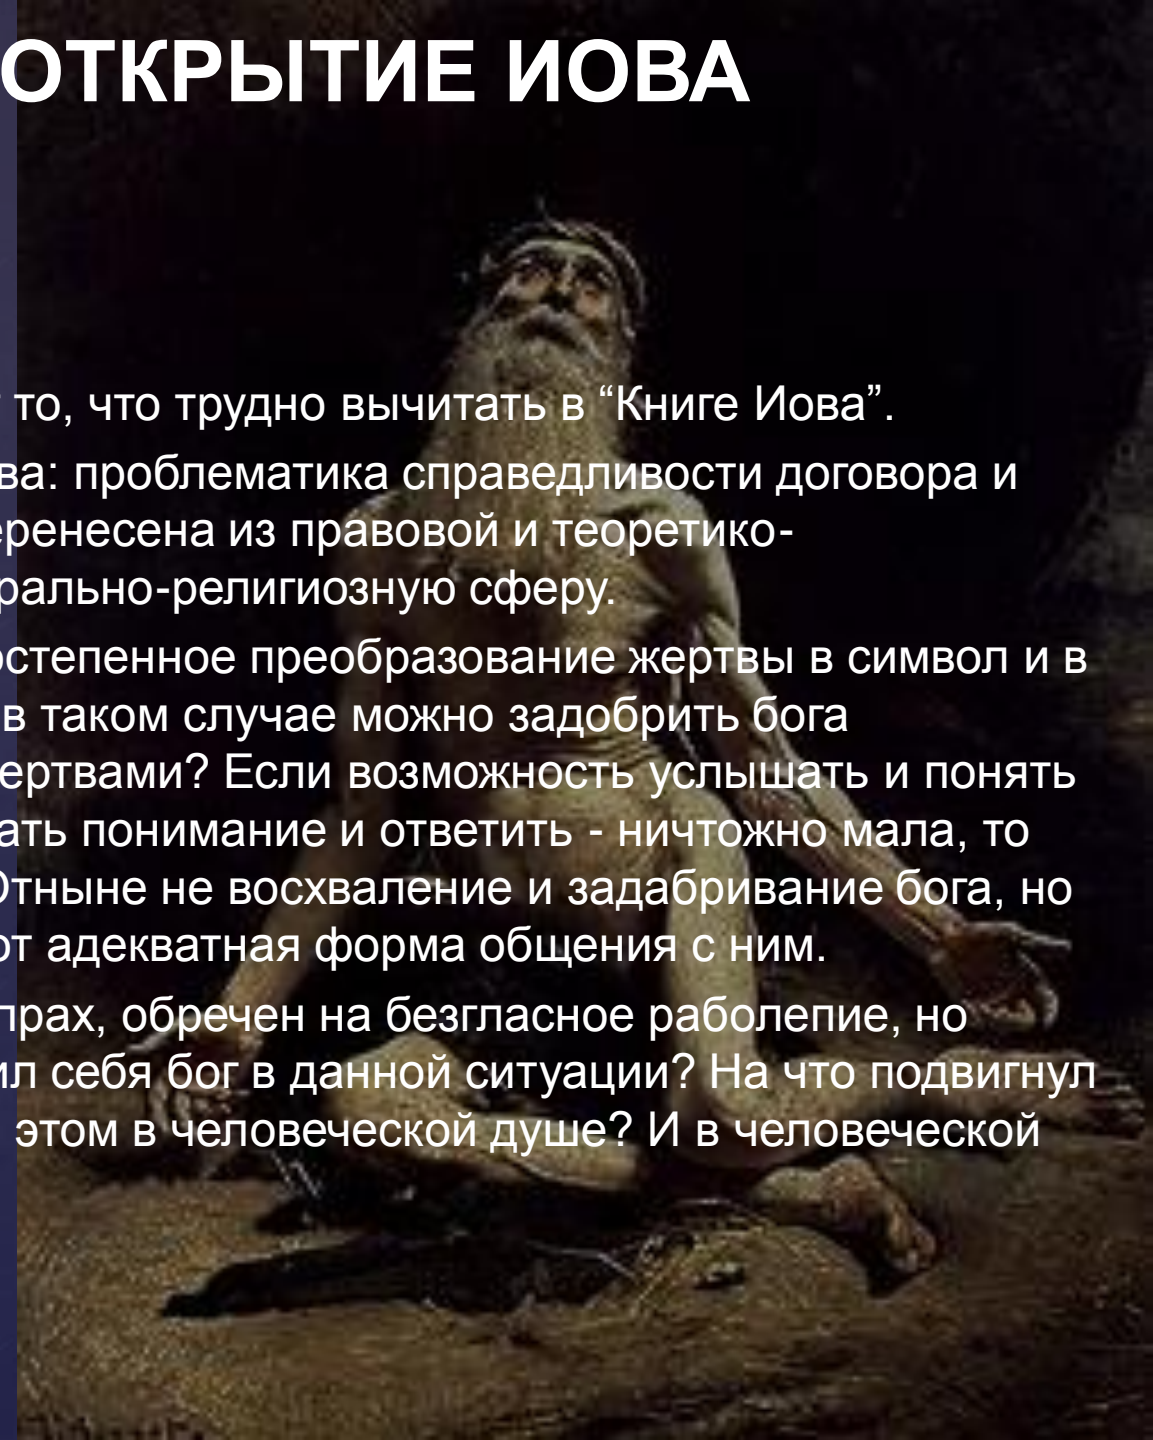 ОТКРЫТИЕ ИОВА
то, что трудно вычитать в “Книге Иова”.
ва: проблематика справедливости договора и
еренесена из правовой и теоретико-
рально-религиозную сферу.
остепенное преобразование жертвы в символ и в
в таком случае можно задобрить бога
ертвами? Если возможность услышать и понять
ать понимание и ответить - ничтожно мала, то
Отныне не восхваление и задабривание бога, но
от адекватная форма общения с ним.
прах, обречен на безгласное раболепие, но
ил себя бог в данной ситуации? На что подвигнул
этом в человеческой душе? И в человеческой